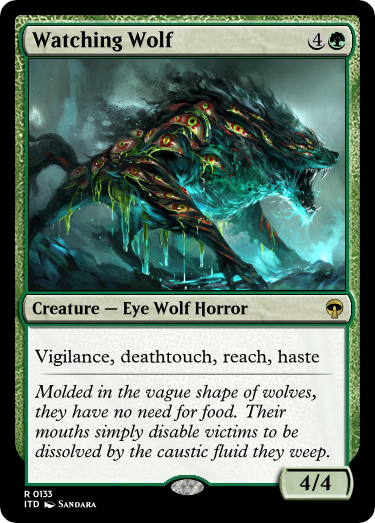 Watching Wolf 4
Creature — Eye Wolf Horror
Vigilance, deathtouch, reach, haste
Molded in the vague shape of wolves,
they have no need for food. Their
mouths simply disable victims to be
dissolved by the caustic fluid they weep.
4/4
R 0133
ITD Sandara